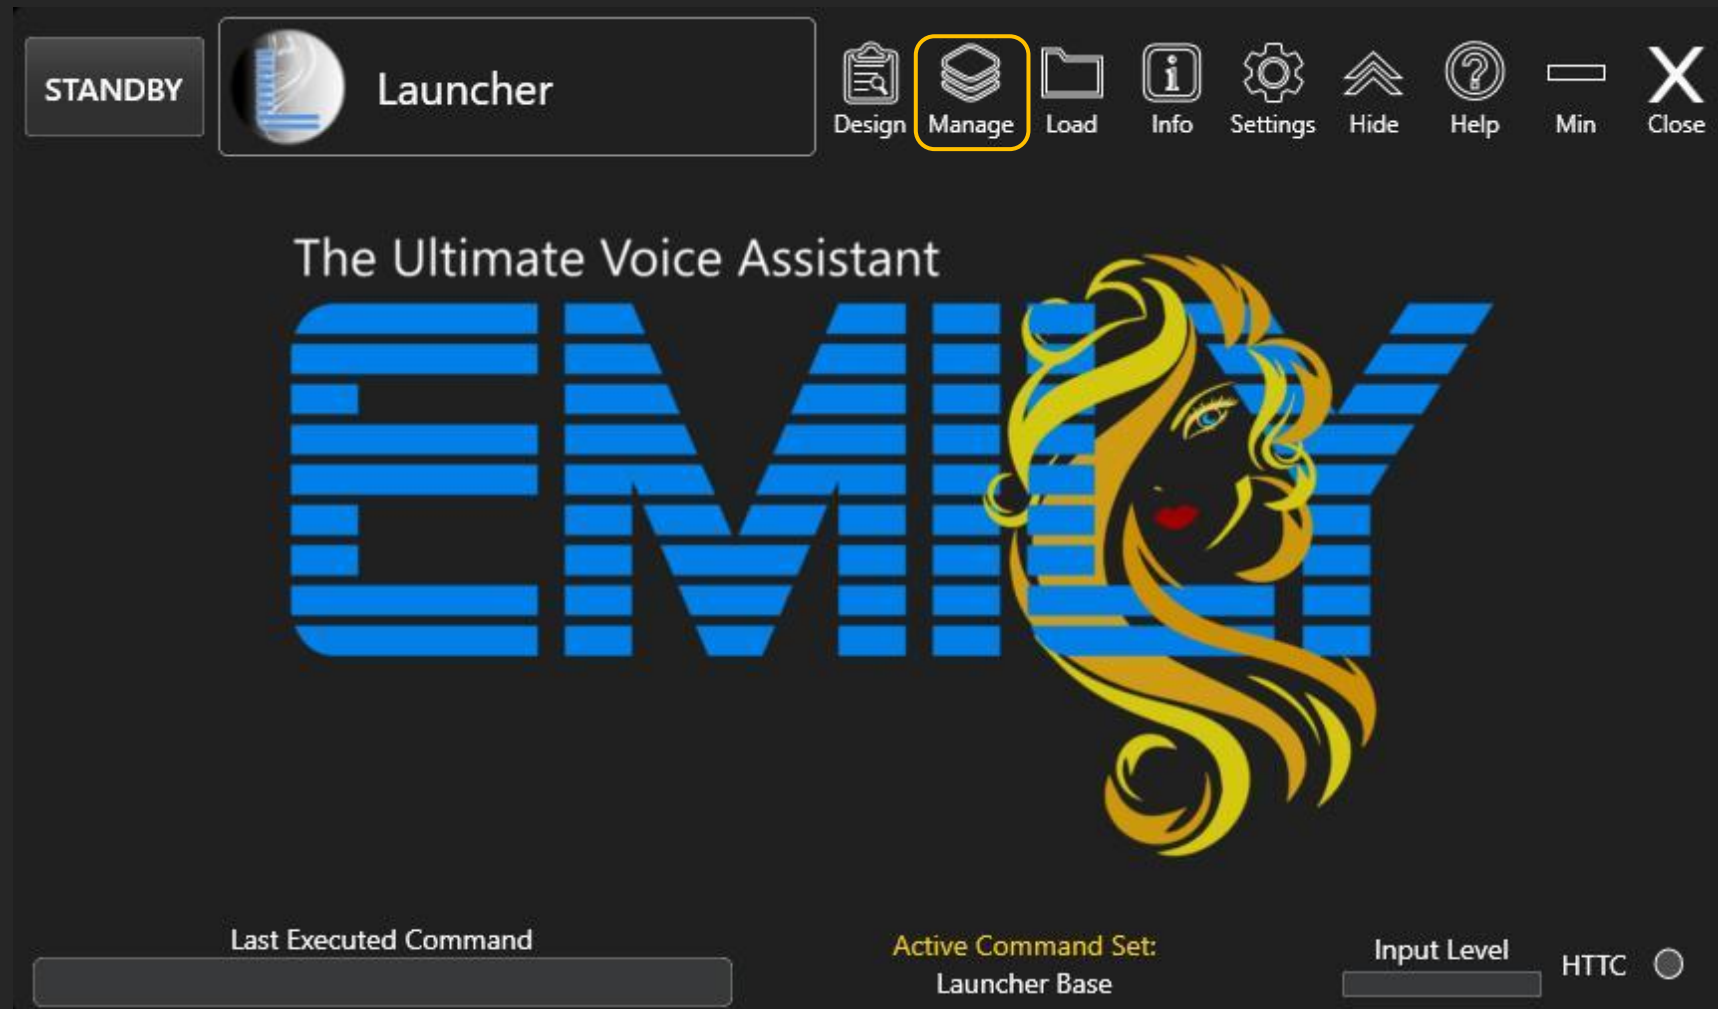 STANDBY
Launcher
Design Manage Load Info Settings Hide Help Min Close
The Ultimate Voice Assistant
EMILY
Last Executed Command
Active Command Set:
Launcher Base
Input Level
HTTC